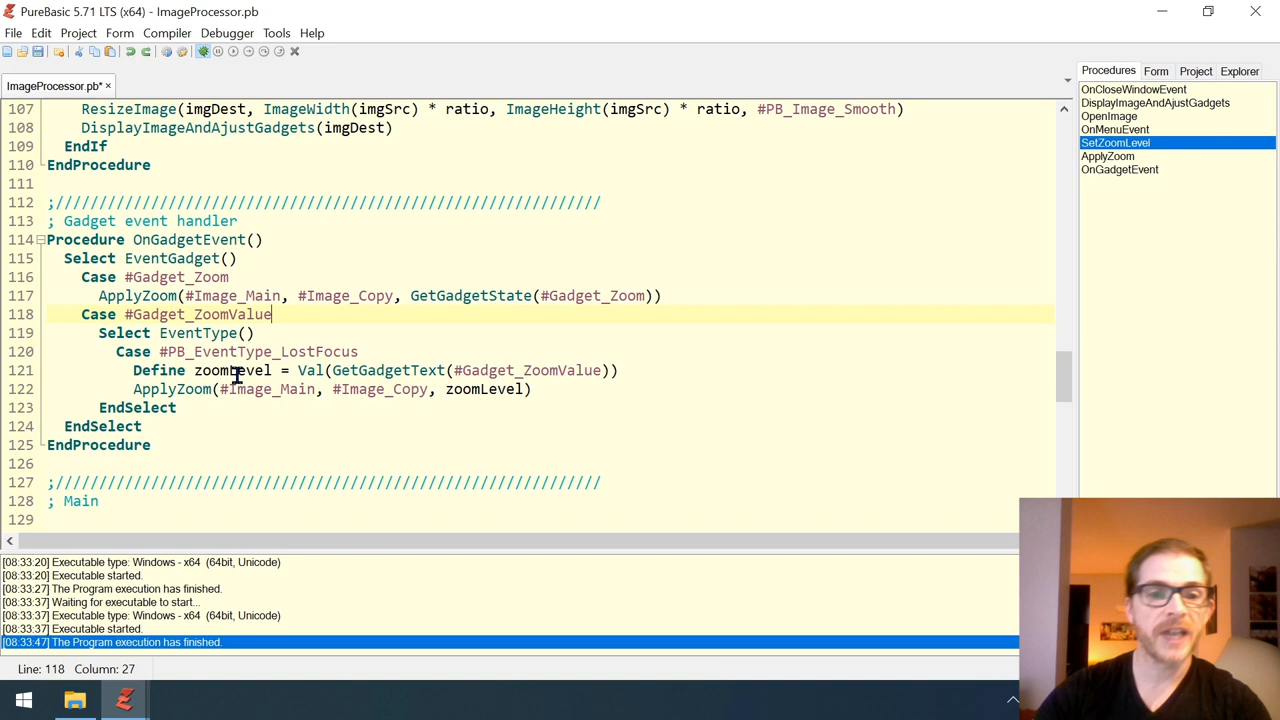 PureBasic 5.71 LTS (x64) - ImageProcessor.pb
File Edit Project Form Compiler Debugger Tools Help
ImageProcessor.pb*
Procedures Form Project Explorer
OnCloseWindowEvent
DisplayImageAndAjustGadgets
OpenImage
OnMenuEvent
SetZoomLevel
ApplyZoom
OnGadgetEvent
107 ResizeImage(imgDest, ImageWidth(imgSrc) * ratio, ImageHeight(imgSrc) * ratio, #PB_Image_Smooth)
108 DisplayImageAndAjustGadgets(imgDest)
109 EndIf
110 EndProcedure
111
112 ;///////////////////////////////////////////////////////////////
113 ; Gadget event handler
114 Procedure OnGadgetEvent()
115 Select EventGadget()
116 Case #Gadget_Zoom
117 ApplyZoom(#Image_Main, #Image_Copy, GetGadgetState(#Gadget_Zoom))
118 Case #Gadget_ZoomValue
119 Select EventType()
120 Case #PB_EventType_LostFocus
121 Define zoomLevel = Val(GetGadgetText(#Gadget_ZoomValue))
122 ApplyZoom(#Image_Main, #Image_Copy, zoomLevel)
123 EndSelect
124 EndSelect
125 EndProcedure
126
127 ;///////////////////////////////////////////////////////////////
128 ; Main
129
[08:33:20] Executable type: Windows - x64 (64bit, Unicode)
[08:33:20] Executable started.
[08:33:27] The Program execution has finished.
[08:33:37] Waiting for executable to start...
[08:33:37] Executable type: Windows - x64 (64bit, Unicode)
[08:33:37] Executable started.
[08:33:47] The Program execution has finished.
Line: 118 Column: 27